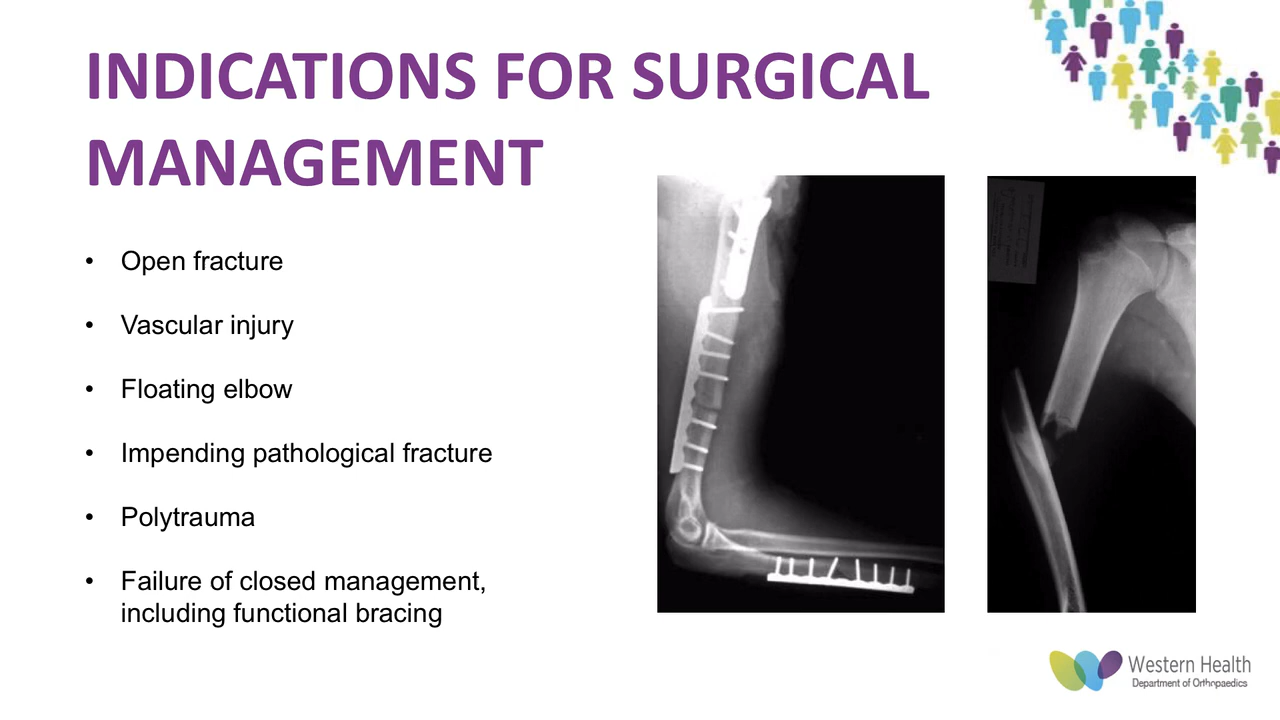 INDICATIONS FOR SURGICAL
MANAGEMENT
• Open fracture
• Vascular injury
• Floating elbow
• Impending pathological fracture
• Polytrauma
• Failure of closed management,
including functional bracing
Western Health
Department of Orthopaedics